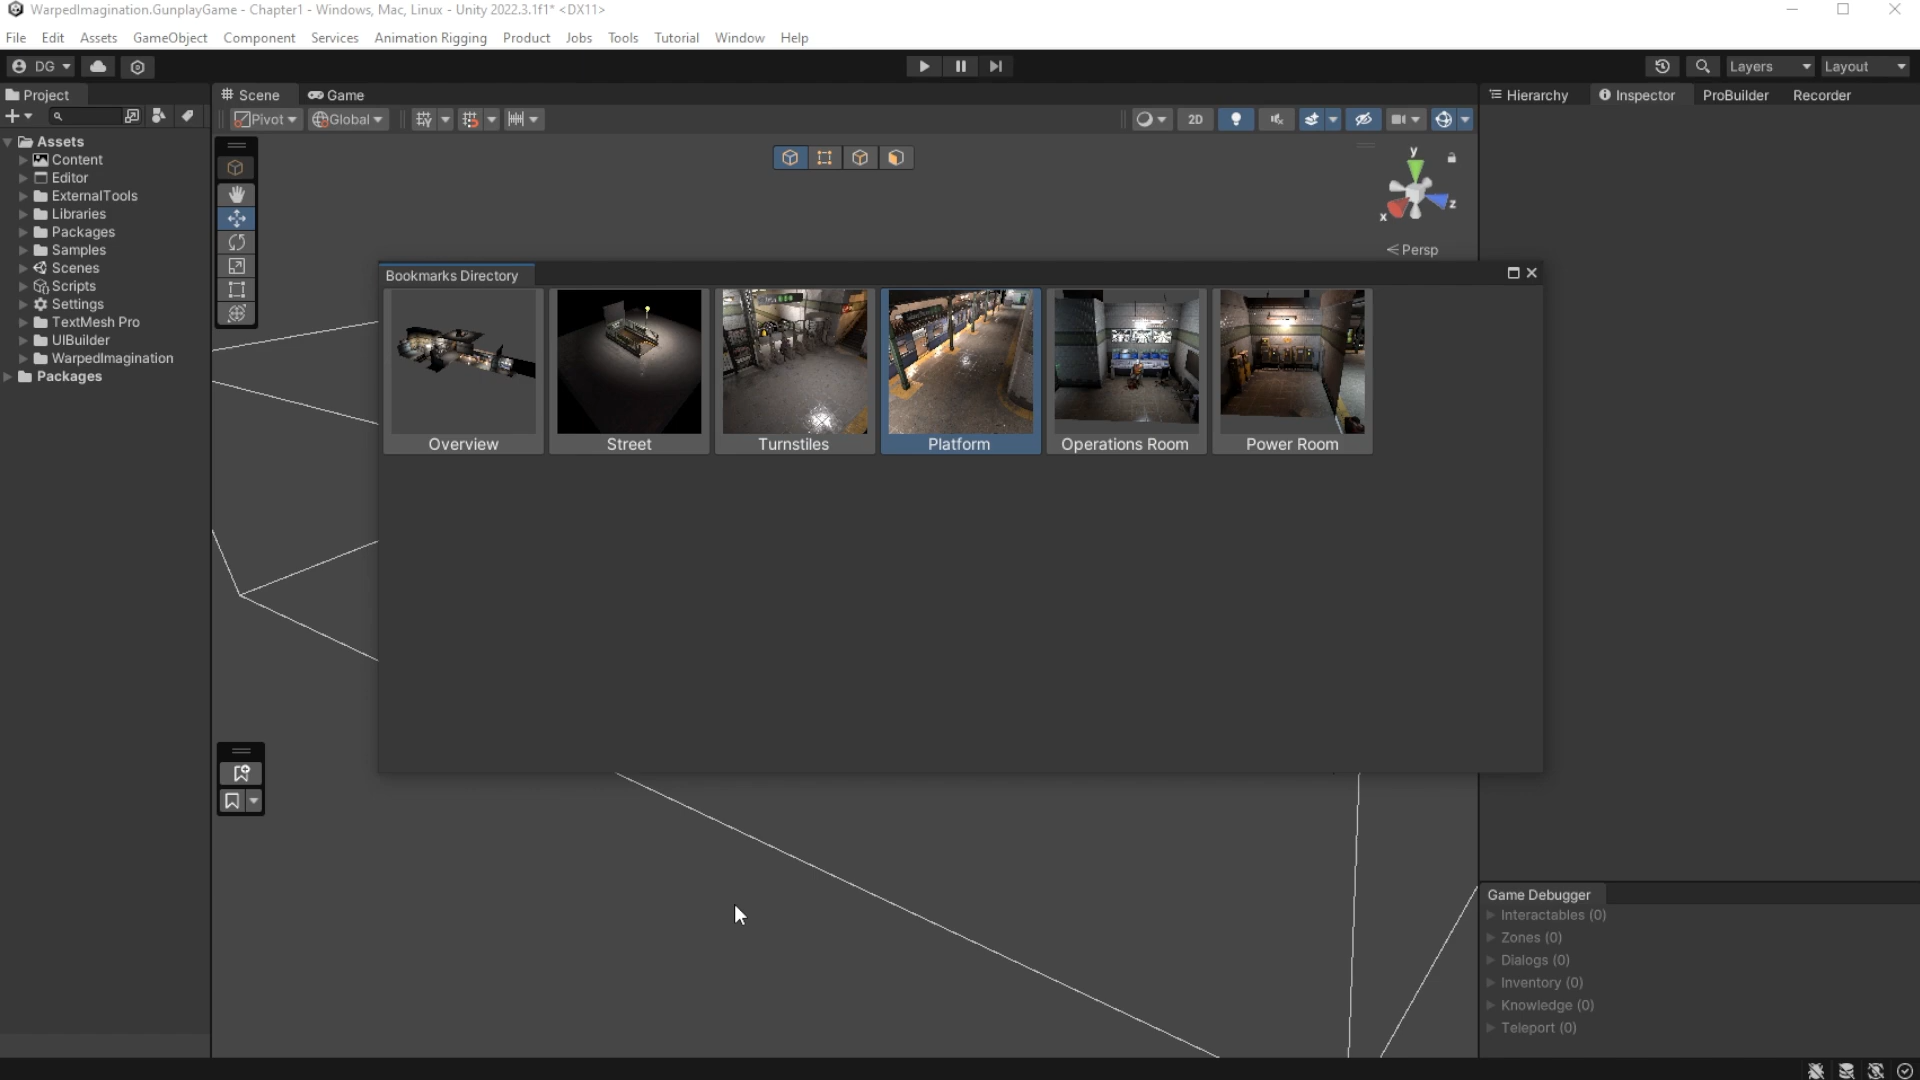 WarpedImagination.GunplayGame - Chapter1 - Windows, Mac, Linux - Unity 2022.3.1f1* <DX11>
File Edit Assets GameObject Component Services Animation Rigging Product Jobs Tools Tutorial Window Help
DG
Layers
Layout
Project
Scene
Game
Hierarchy
Inspector
ProBuilder
Recorder
Pivot
Global
2D
Assets
Content
Editor
ExternalTools
Libraries
Packages
Samples
Scenes
Scripts
Settings
TextMesh Pro
UIBuilder
WarpedImagination
Packages
y
x
z
Persp
Bookmarks Directory
Overview
Street
Turnstiles
Platform
Operations Room
Power Room
Game Debugger
Interactables (0)
Zones (0)
Dialogs (0)
Inventory (0)
Knowledge (0)
Teleport (0)